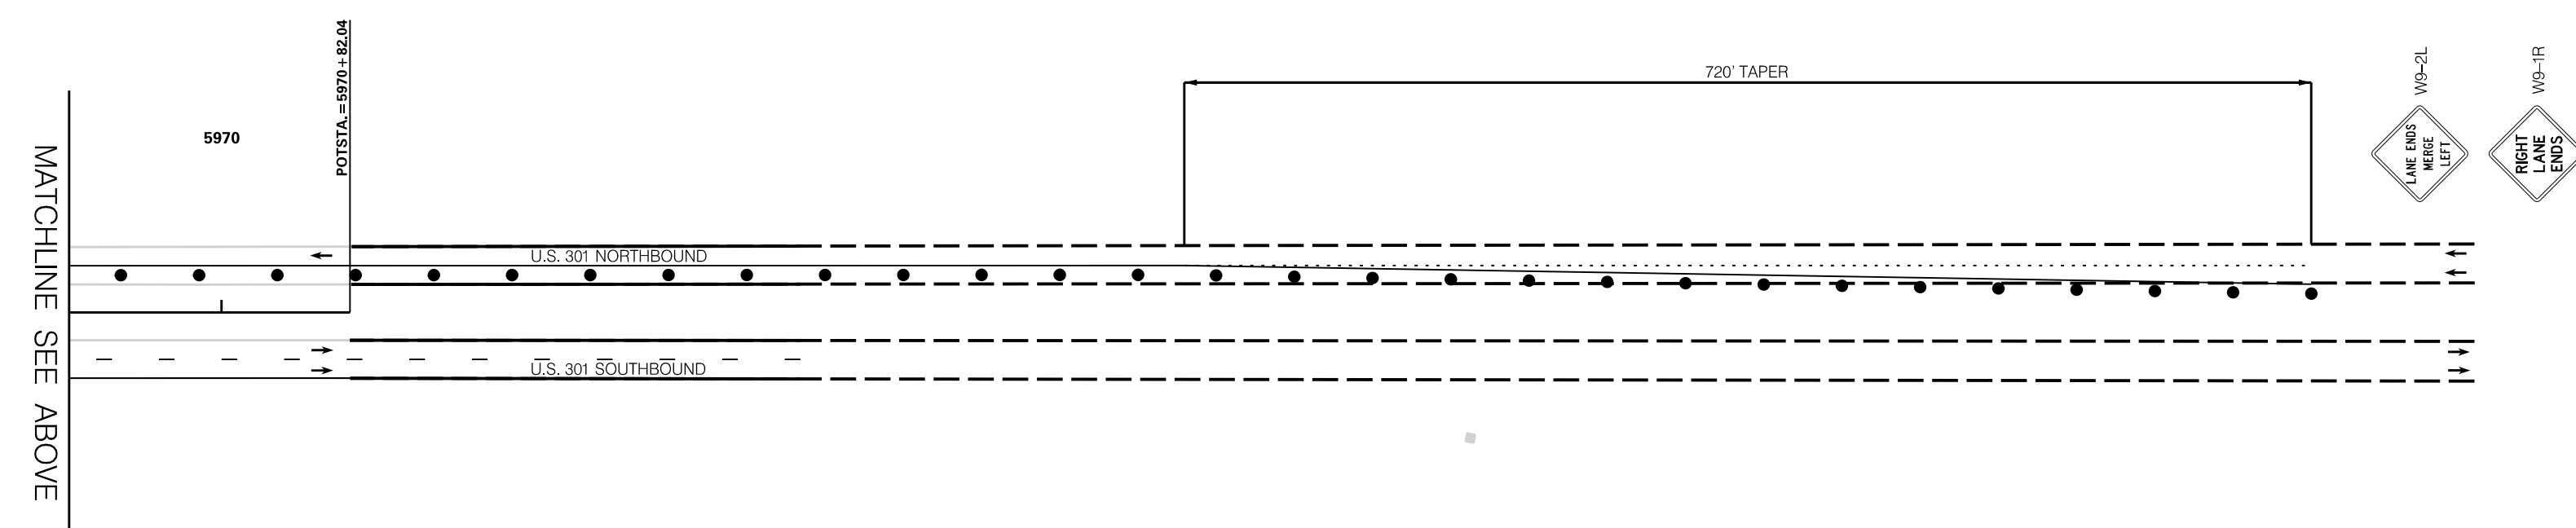 MATCHLINE SEE ABOVE
5970
POTSTA.=5970+82.04
720' TAPER
W9-2L
LANE ENDS
MERGE
LEFT
W9-1R
RIGHT
LANE
ENDS
U.S. 301 NORTHBOUND
U.S. 301 SOUTHBOUND